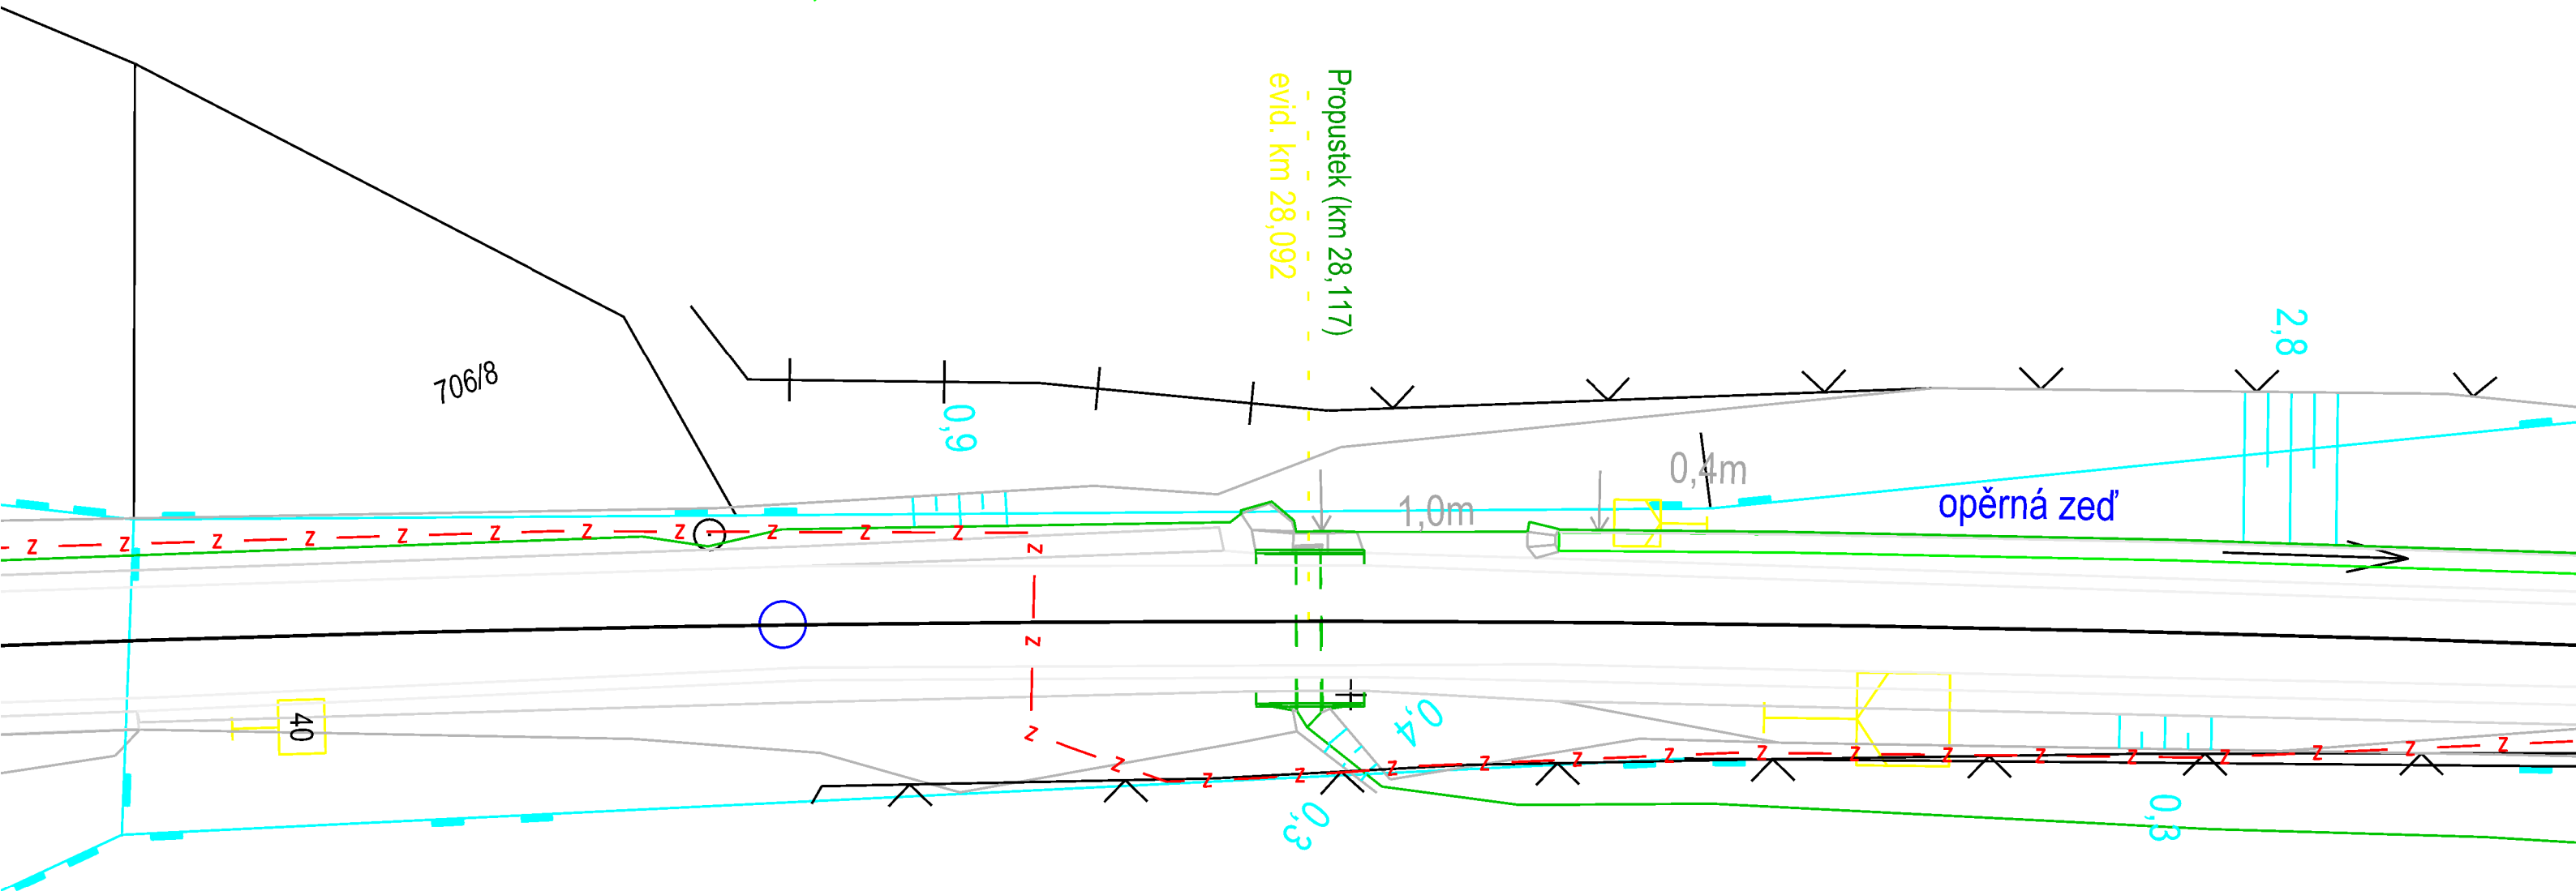 Propustek (km 28,117)
evid. km 28,092
2,8
706/8
0,9
0,4m
1,0m
opěrná zeď
z z z z z z z z z z z
z
z
z
40
0,4
z z z z z z z z z z z z z z z
0,3
0,3